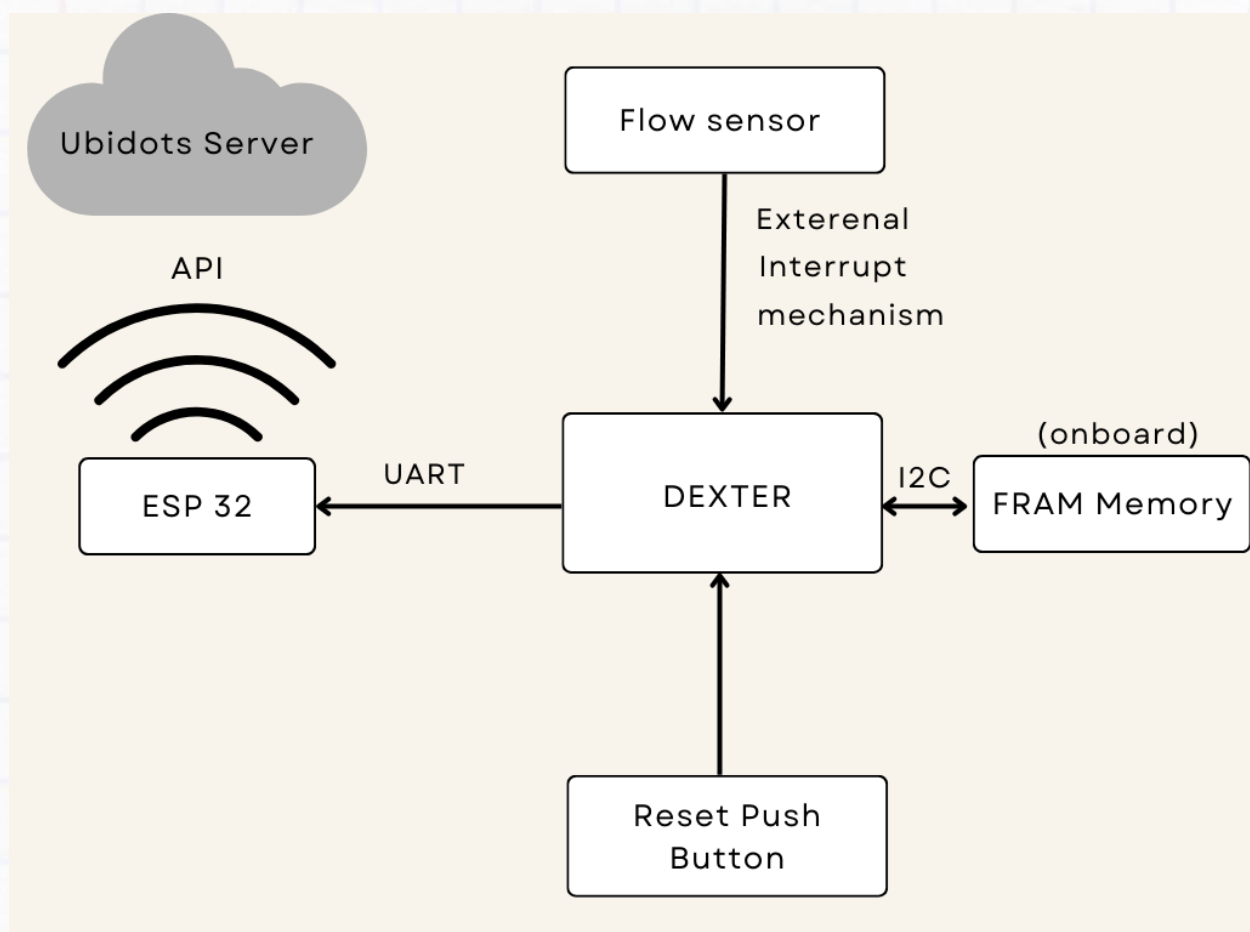 Ubidots Server
Flow sensor
Exterenal
Interrupt
mechanism
API
(onboard)
UART
I2C
ESP 32
DEXTER
FRAM Memory
Reset Push
Button